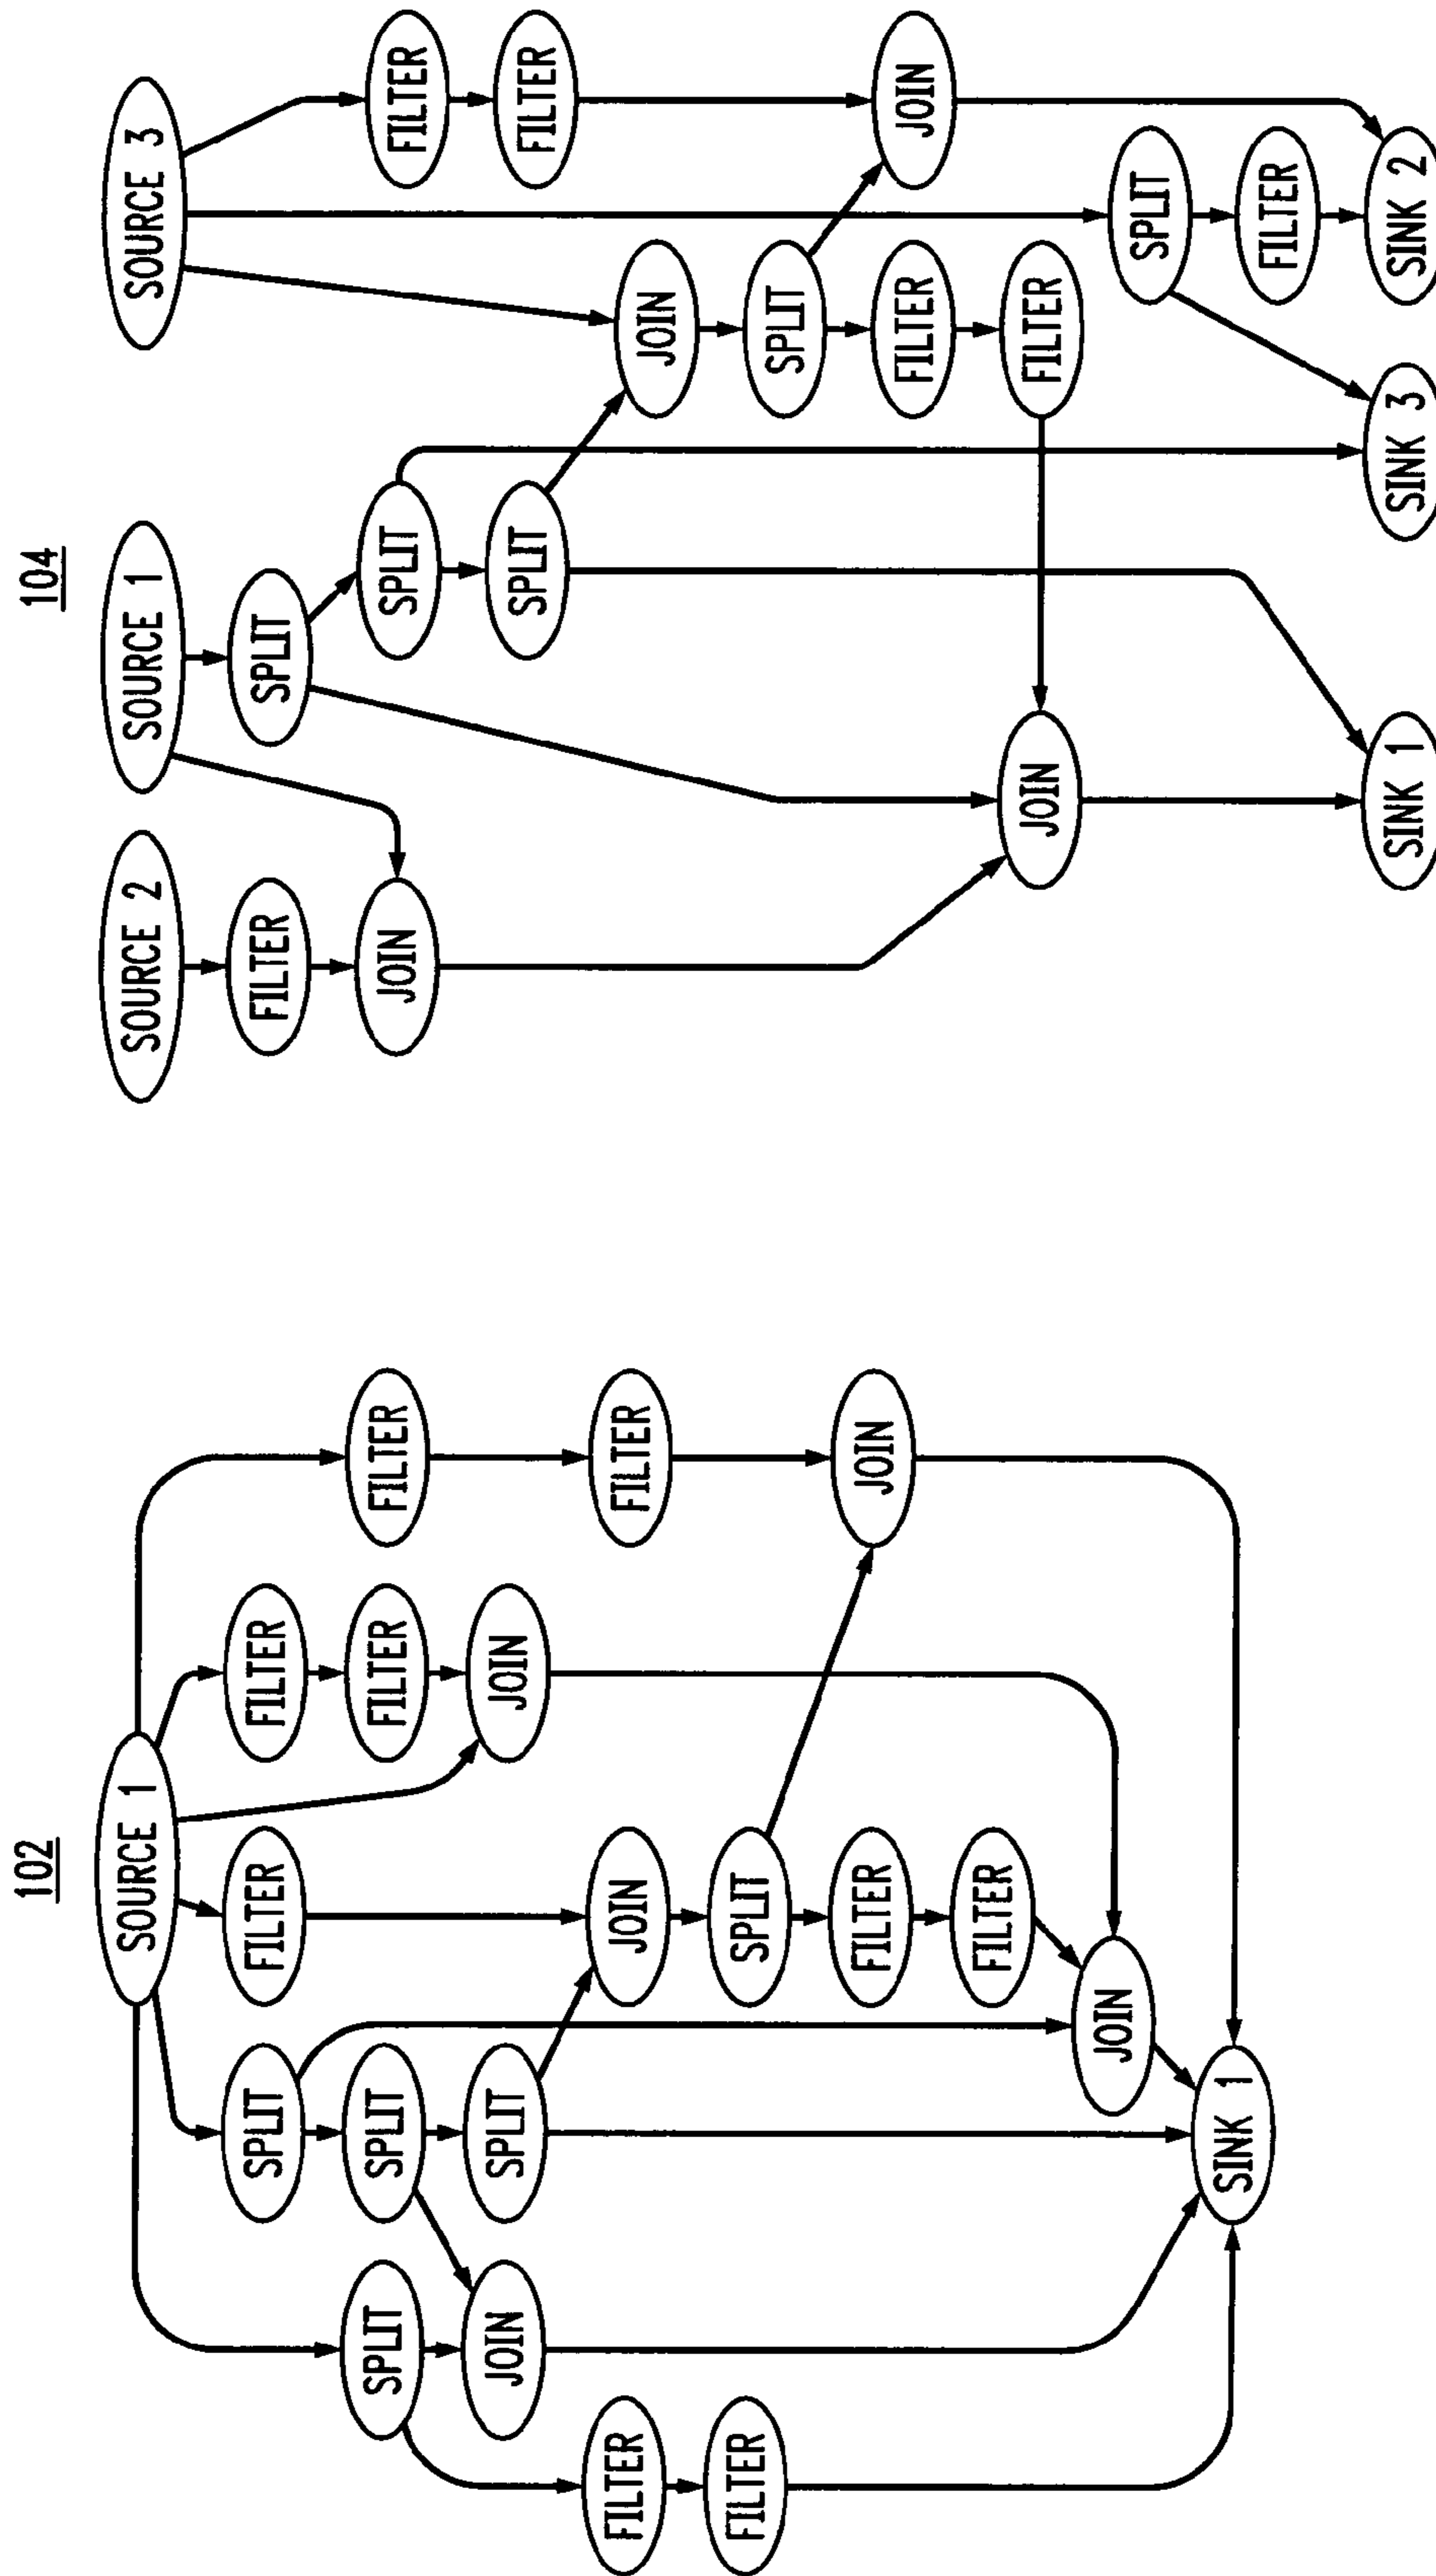 102
SOURCE 1
SPLIT
FILTER
FILTER
SPLIT
SPLIT
FILTER
FILTER
JOIN
SPLIT
JOIN
FILTER
JOIN
FILTER
FILTER
SPLIT
FILTER
JOIN
FILTER
JOIN
SINK 1
104
SOURCE 2
SOURCE 1
SOURCE 3
FILTER
SPLIT
JOIN
SPLIT
FILTER
SPLIT
FILTER
JOIN
SPLIT
FILTER
JOIN
JOIN
FILTER
SPLIT
FILTER
SINK 1
SINK 3
SINK 2